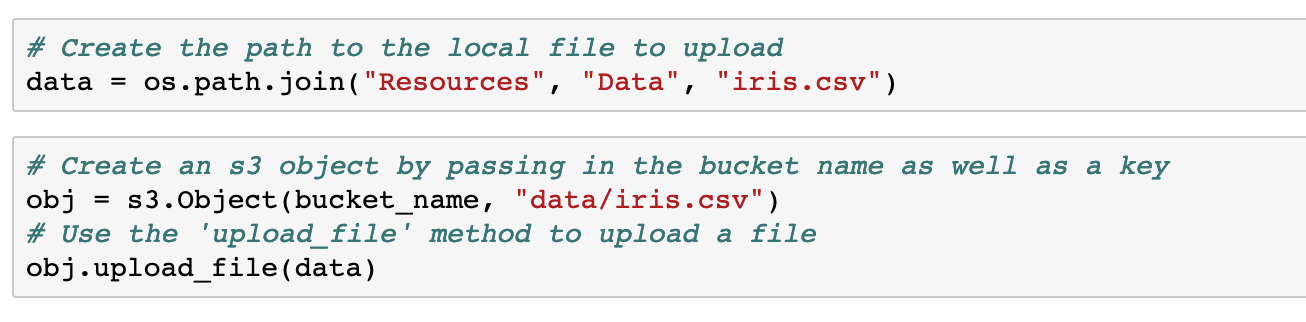 # Create the path to the local file to upload
data = os.path.join("Resources", "Data", "iris.csv")
# Create an s3 object by passing in the bucket name as well as a key
obj = s3.Object(bucket_name, "data/iris.csv")
# Use the 'upload_file' method to upload a file
obj.upload_file(data)